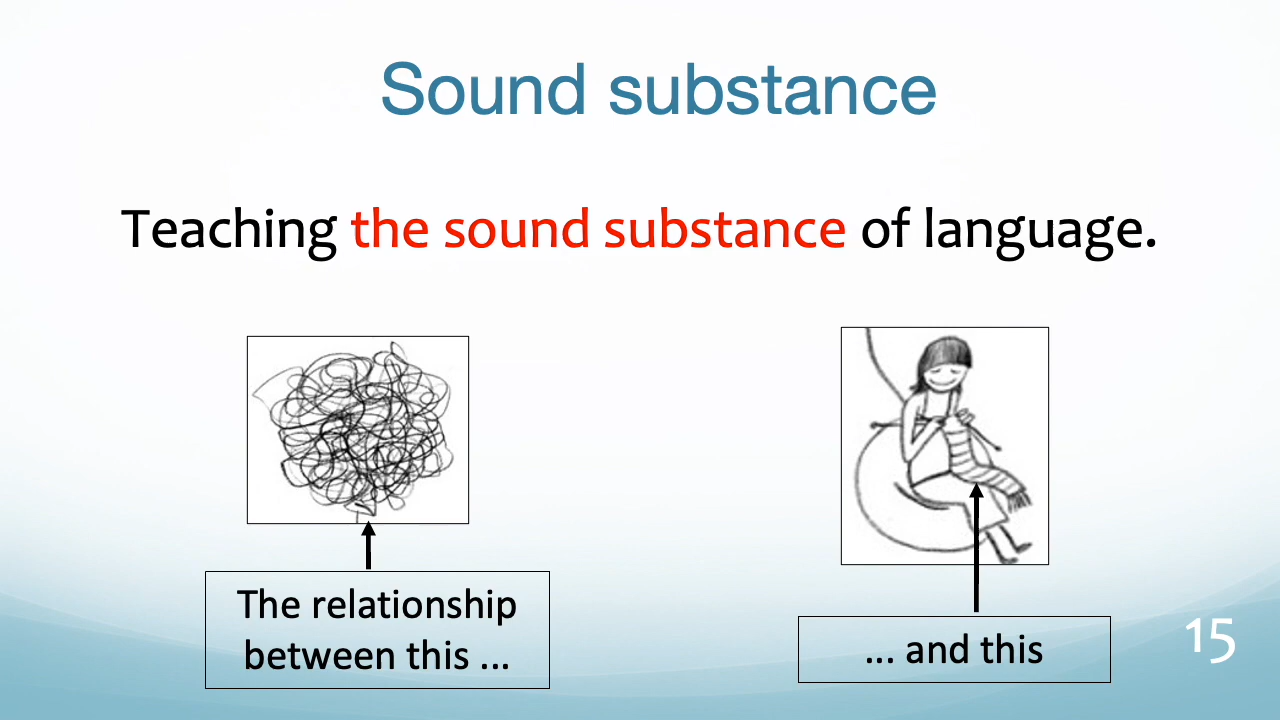 Sound substance
Teaching the sound substance of language.
The relationship
between this ...
... and this
15